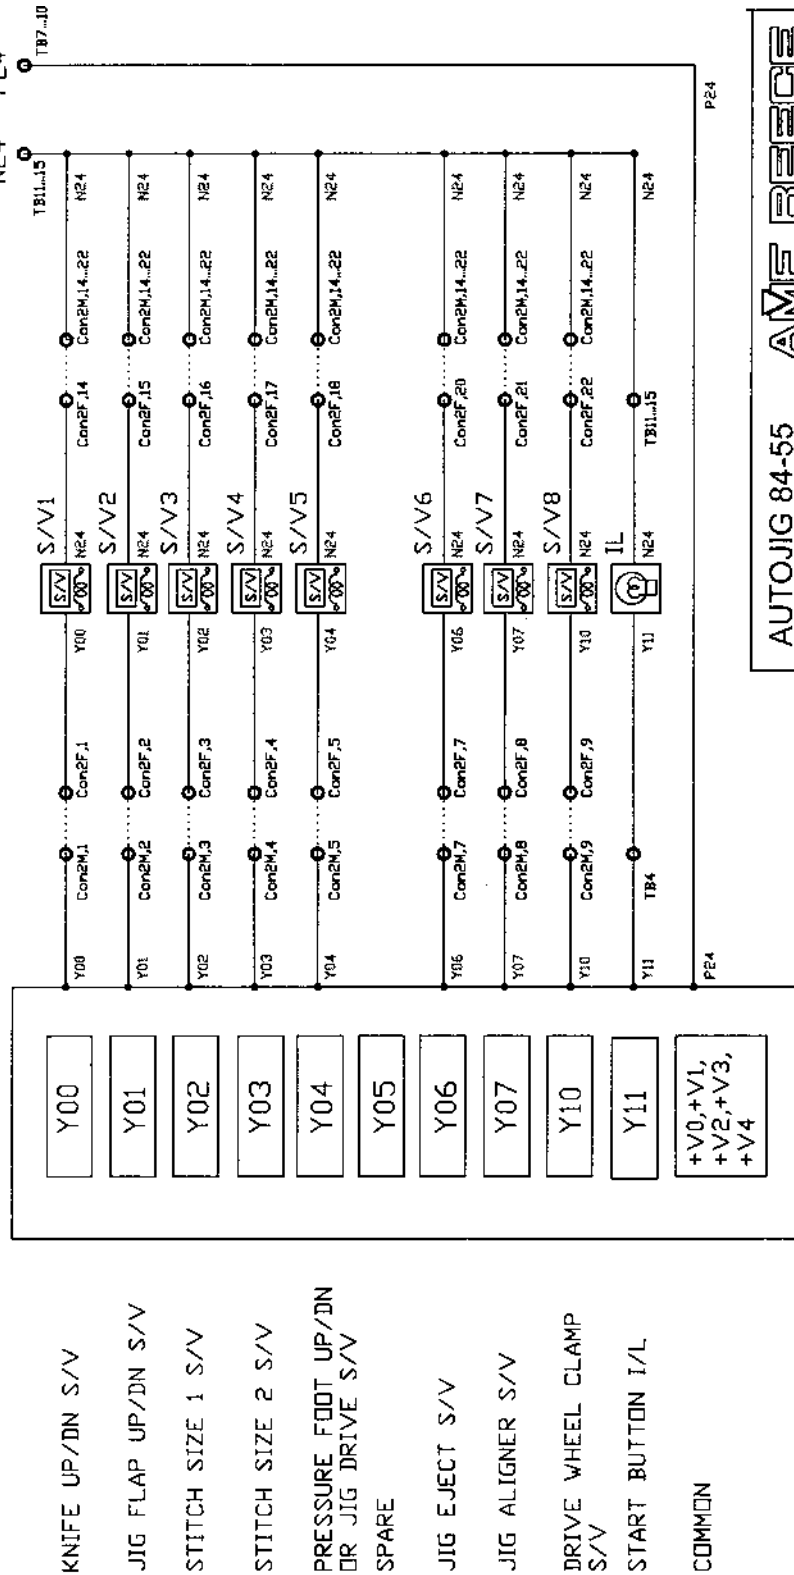 KNIFE UP/DN S/V
Y00
Y00
Con2M,1
Con2F,1
Y00
S/V
S/V1
N24
Con2F,14
Con2M,14...22
N24
TB11...15
JIG FLAP UP/DN S/V
Y01
Y01
Con2M,2
Con2F,2
Y01
S/V
S/V2
N24
Con2F,15
Con2M,14...22
N24
STITCH SIZE 1 S/V
Y02
Y02
Con2M,3
Con2F,3
Y02
S/V
S/V3
N24
Con2F,16
Con2M,14...22
N24
STITCH SIZE 2 S/V
Y03
Y03
Con2M,4
Con2F,4
Y03
S/V
S/V4
N24
Con2F,17
Con2M,14...22
N24
PRESSURE FOOT UP/DN
OR JIG DRIVE S/V
Y04
Y04
Con2M,5
Con2F,5
Y04
S/V
S/V5
N24
Con2F,18
Con2M,14...22
N24
SPARE
Y05
JIG EJECT S/V
Y06
Y06
Con2M,7
Con2F,7
Y06
S/V
S/V6
N24
Con2F,20
Con2M,14...22
N24
JIG ALIGNER S/V
Y07
Y07
Con2M,8
Con2F,8
Y07
S/V
S/V7
N24
Con2F,21
Con2M,14...22
N24
DRIVE WHEEL CLAMP
S/V
Y10
Y10
Con2M,9
Con2F,9
Y10
S/V
S/V8
N24
Con2F,22
Con2M,14...22
N24
START BUTTON I/L
Y11
Y11
TB4
Y11
IL
N24
TB11...15
N24
COMMON
+V0,+V1,
+V2,+V3,
+V4
P24
P24
TB7...10
AUTOJIG 84-55
AMF REECE